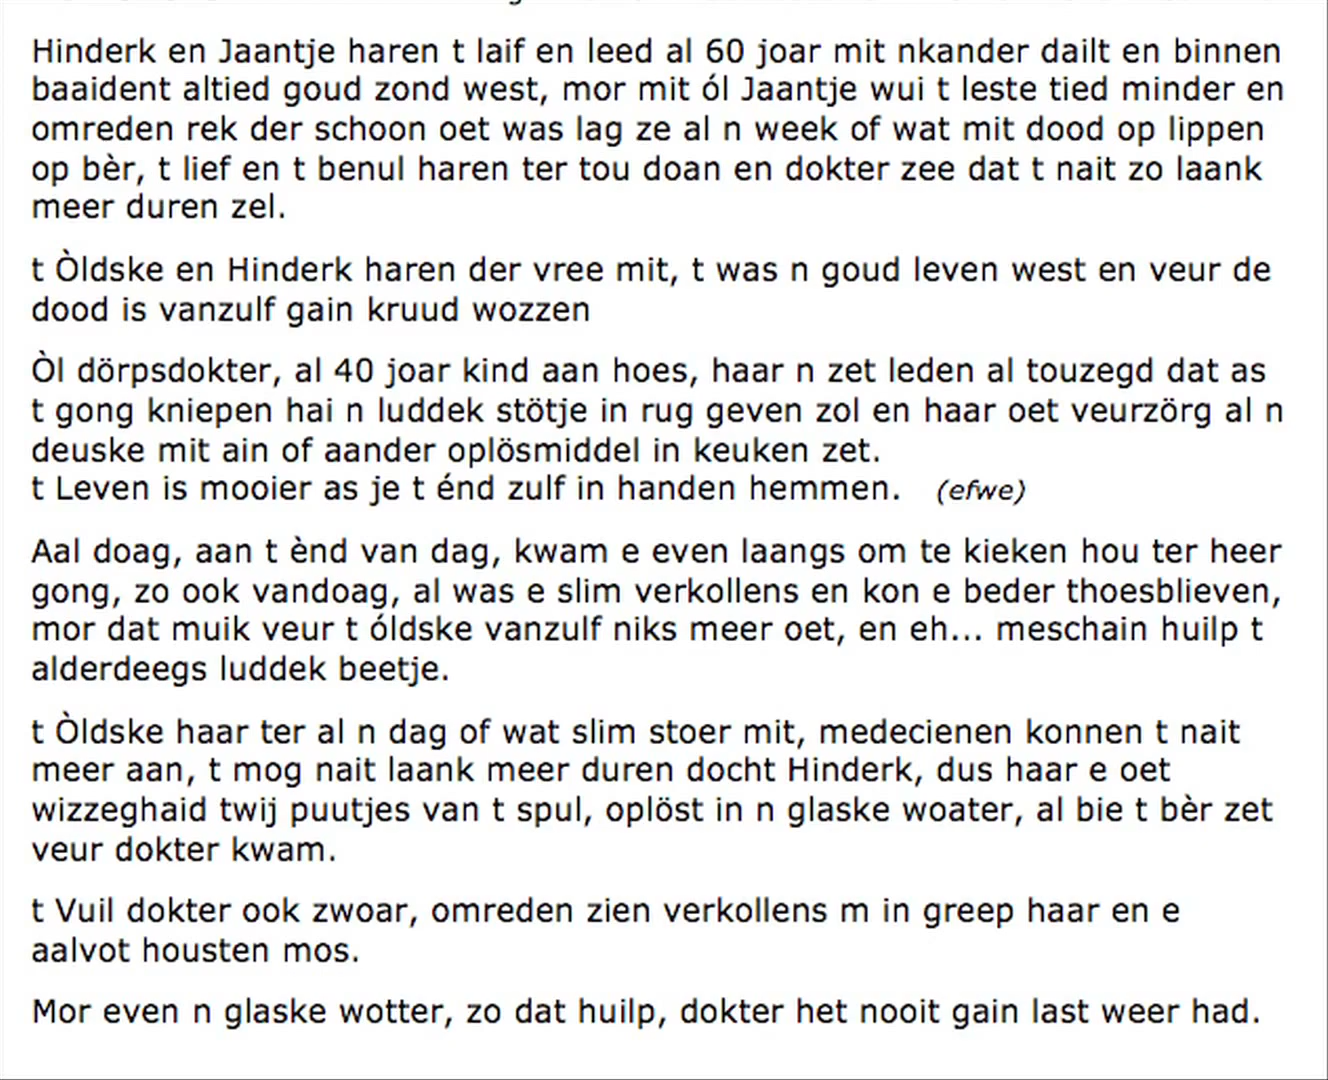 Hinderk en Jaantje haren t laif en leed al 60 joar mit nkander dailt en binnen
baaident altied goud zond west, mor mit ól Jaantje wui t leste tied minder en
omreden rek der schoon oet was lag ze al n week of wat mit dood op lippen
op bèr, t lief en t benul haren ter tou doan en dokter zee dat t nait zo laank
meer duren zel.
t Òldske en Hinderk haren der vree mit, t was n goud leven west en veur de
dood is vanzulf gain kruud wozzen
Òl dörpsdokter, al 40 joar kind aan hoes, haar n zet leden al touzegd dat as
t gong kniepen hai n luddek stötje in rug geven zol en haar oet veurzörg al n
deuske mit ain of aander oplösmiddel in keuken zet.
t Leven is mooier as je t énd zulf in handen hemmen. (efwe)
Aal doag, aan t ènd van dag, kwam e even laangs om te kieken hou ter heer
gong, zo ook vandoag, al was e slim verkollens en kon e beder thoesblieven,
mor dat muik veur t óldske vanzulf niks meer oet, en eh... meschain huilp t
alderdeegs luddek beetje.
t Òldske haar ter al n dag of wat slim stoer mit, medecienen konnen t nait
meer aan, t mog nait laank meer duren docht Hinderk, dus haar e oet
wizzeghaid twij puutjes van t spul, oplöst in n glaske woater, al bie t bèr zet
veur dokter kwam.
t Vuil dokter ook zwoar, omreden zien verkollens m in greep haar en e
aalvot housten mos.
Mor even n glaske wotter, zo dat huilp, dokter het nooit gain last weer had.